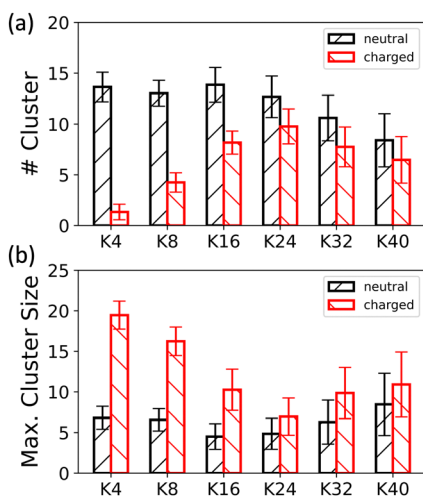 (a)
20
15
10
5
0
# Cluster
neutral
charged
K4 K8 K16 K24 K32 K40
(b)
25
20
15
10
5
0
Max. Cluster Size
neutral
charged
K4 K8 K16 K24 K32 K40